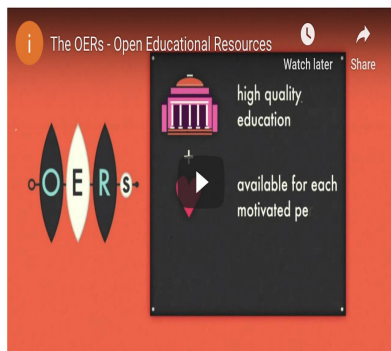 i
The OERs - Open Educational Resources
Watch later
Share
high quality
education
OERs
available for each
motivated pe